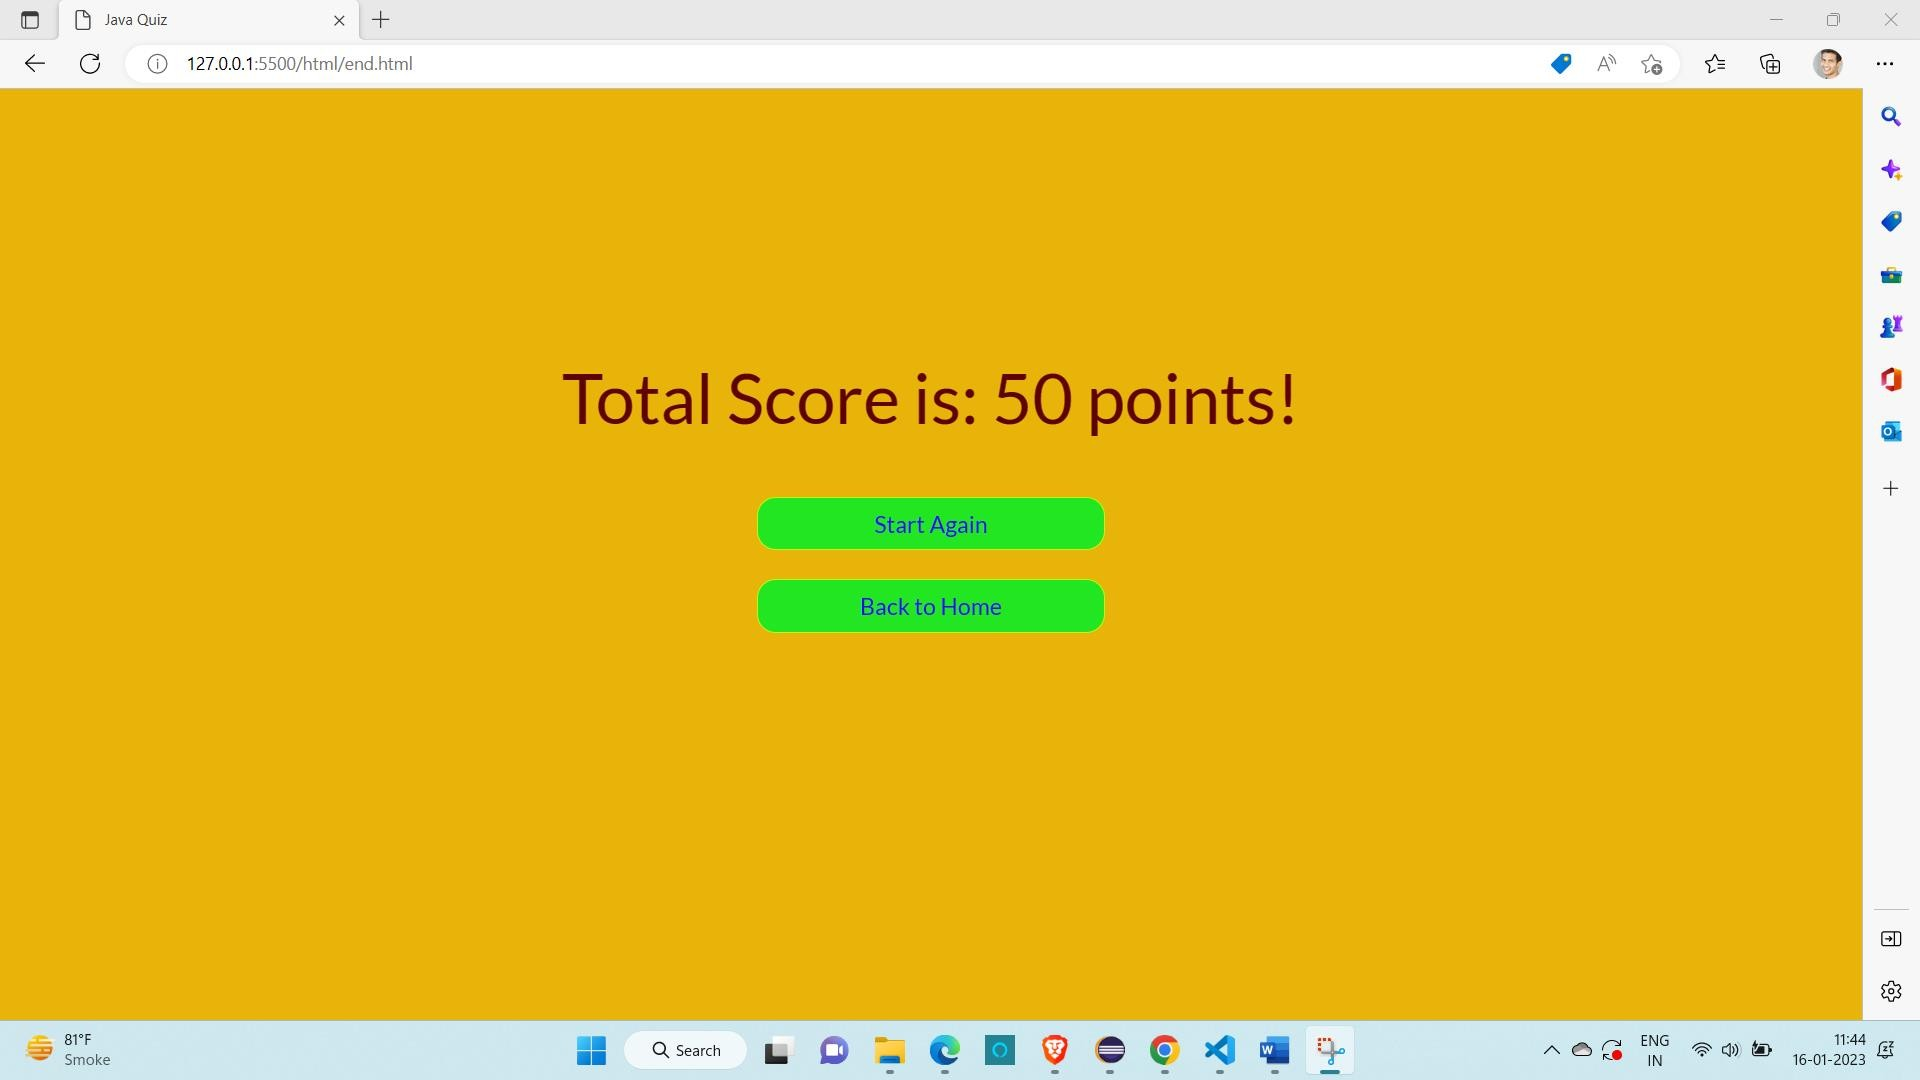 Java Quiz
127.0.0.1:5500/html/end.html
Total Score is: 50 points!
Start Again
Back to Home
81°F
Smoke
Search
ENG
IN
11:44
16-01-2023